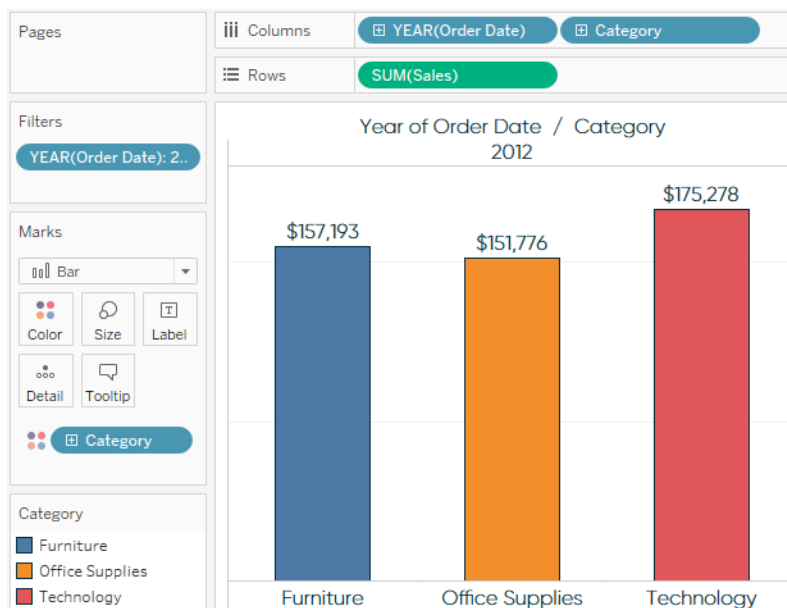 Pages
Columns
YEAR(Order Date)
Category
Rows
SUM(Sales)
Filters
YEAR(Order Date): 2..
Marks
Bar
Color
Size
Label
Detail
Tooltip
Category
Category
Furniture
Office Supplies
Technology
Year of Order Date / Category
2012
$157,193
$151,776
$175,278
Furniture
Office Supplies
Technology